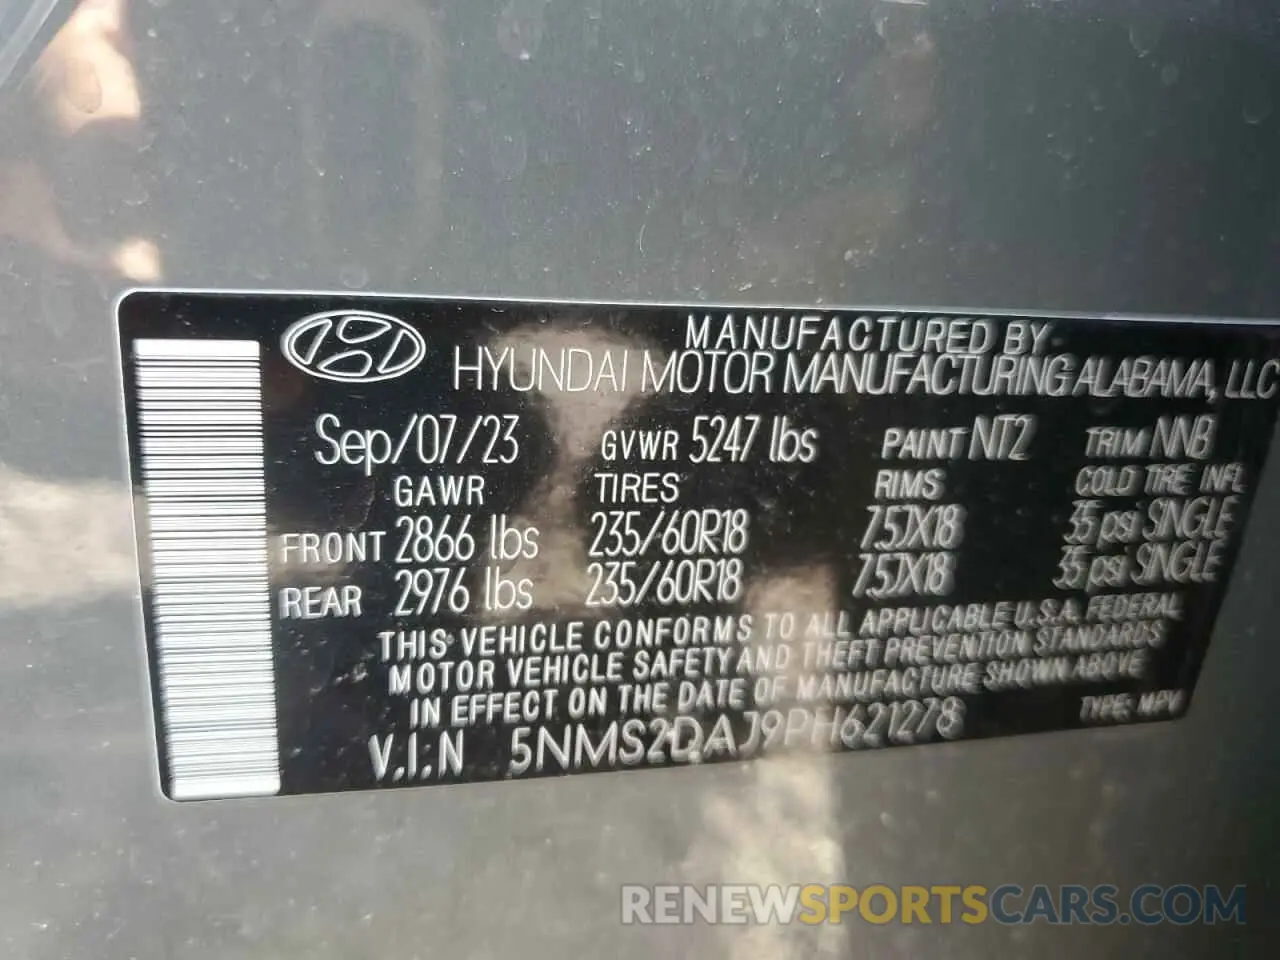 MANUFACTURED BY
HYUNDAI MOTOR MANUFACTURING ALABAMA, LLC
Sep/07/23 GVWR 5247 lbs PAINT NT2 TRIM NNB
GAWR TIRES RIMS COLD TIRE INFL
FRONT 2866 lbs 235/60R18 7.5JX18 35 psi SINGLE
REAR 2976 lbs 235/60R18 7.5JX18 35 psi SINGLE
THIS VEHICLE CONFORMS TO ALL APPLICABLE U.S.A. FEDERAL
MOTOR VEHICLE SAFETY AND THEFT PREVENTION STANDARDS
IN EFFECT ON THE DATE OF MANUFACTURE SHOWN ABOVE
V.I.N 5NMS2DAJ9PH621278 TYPE: MPV
RENEWSPORTSCARS.COM